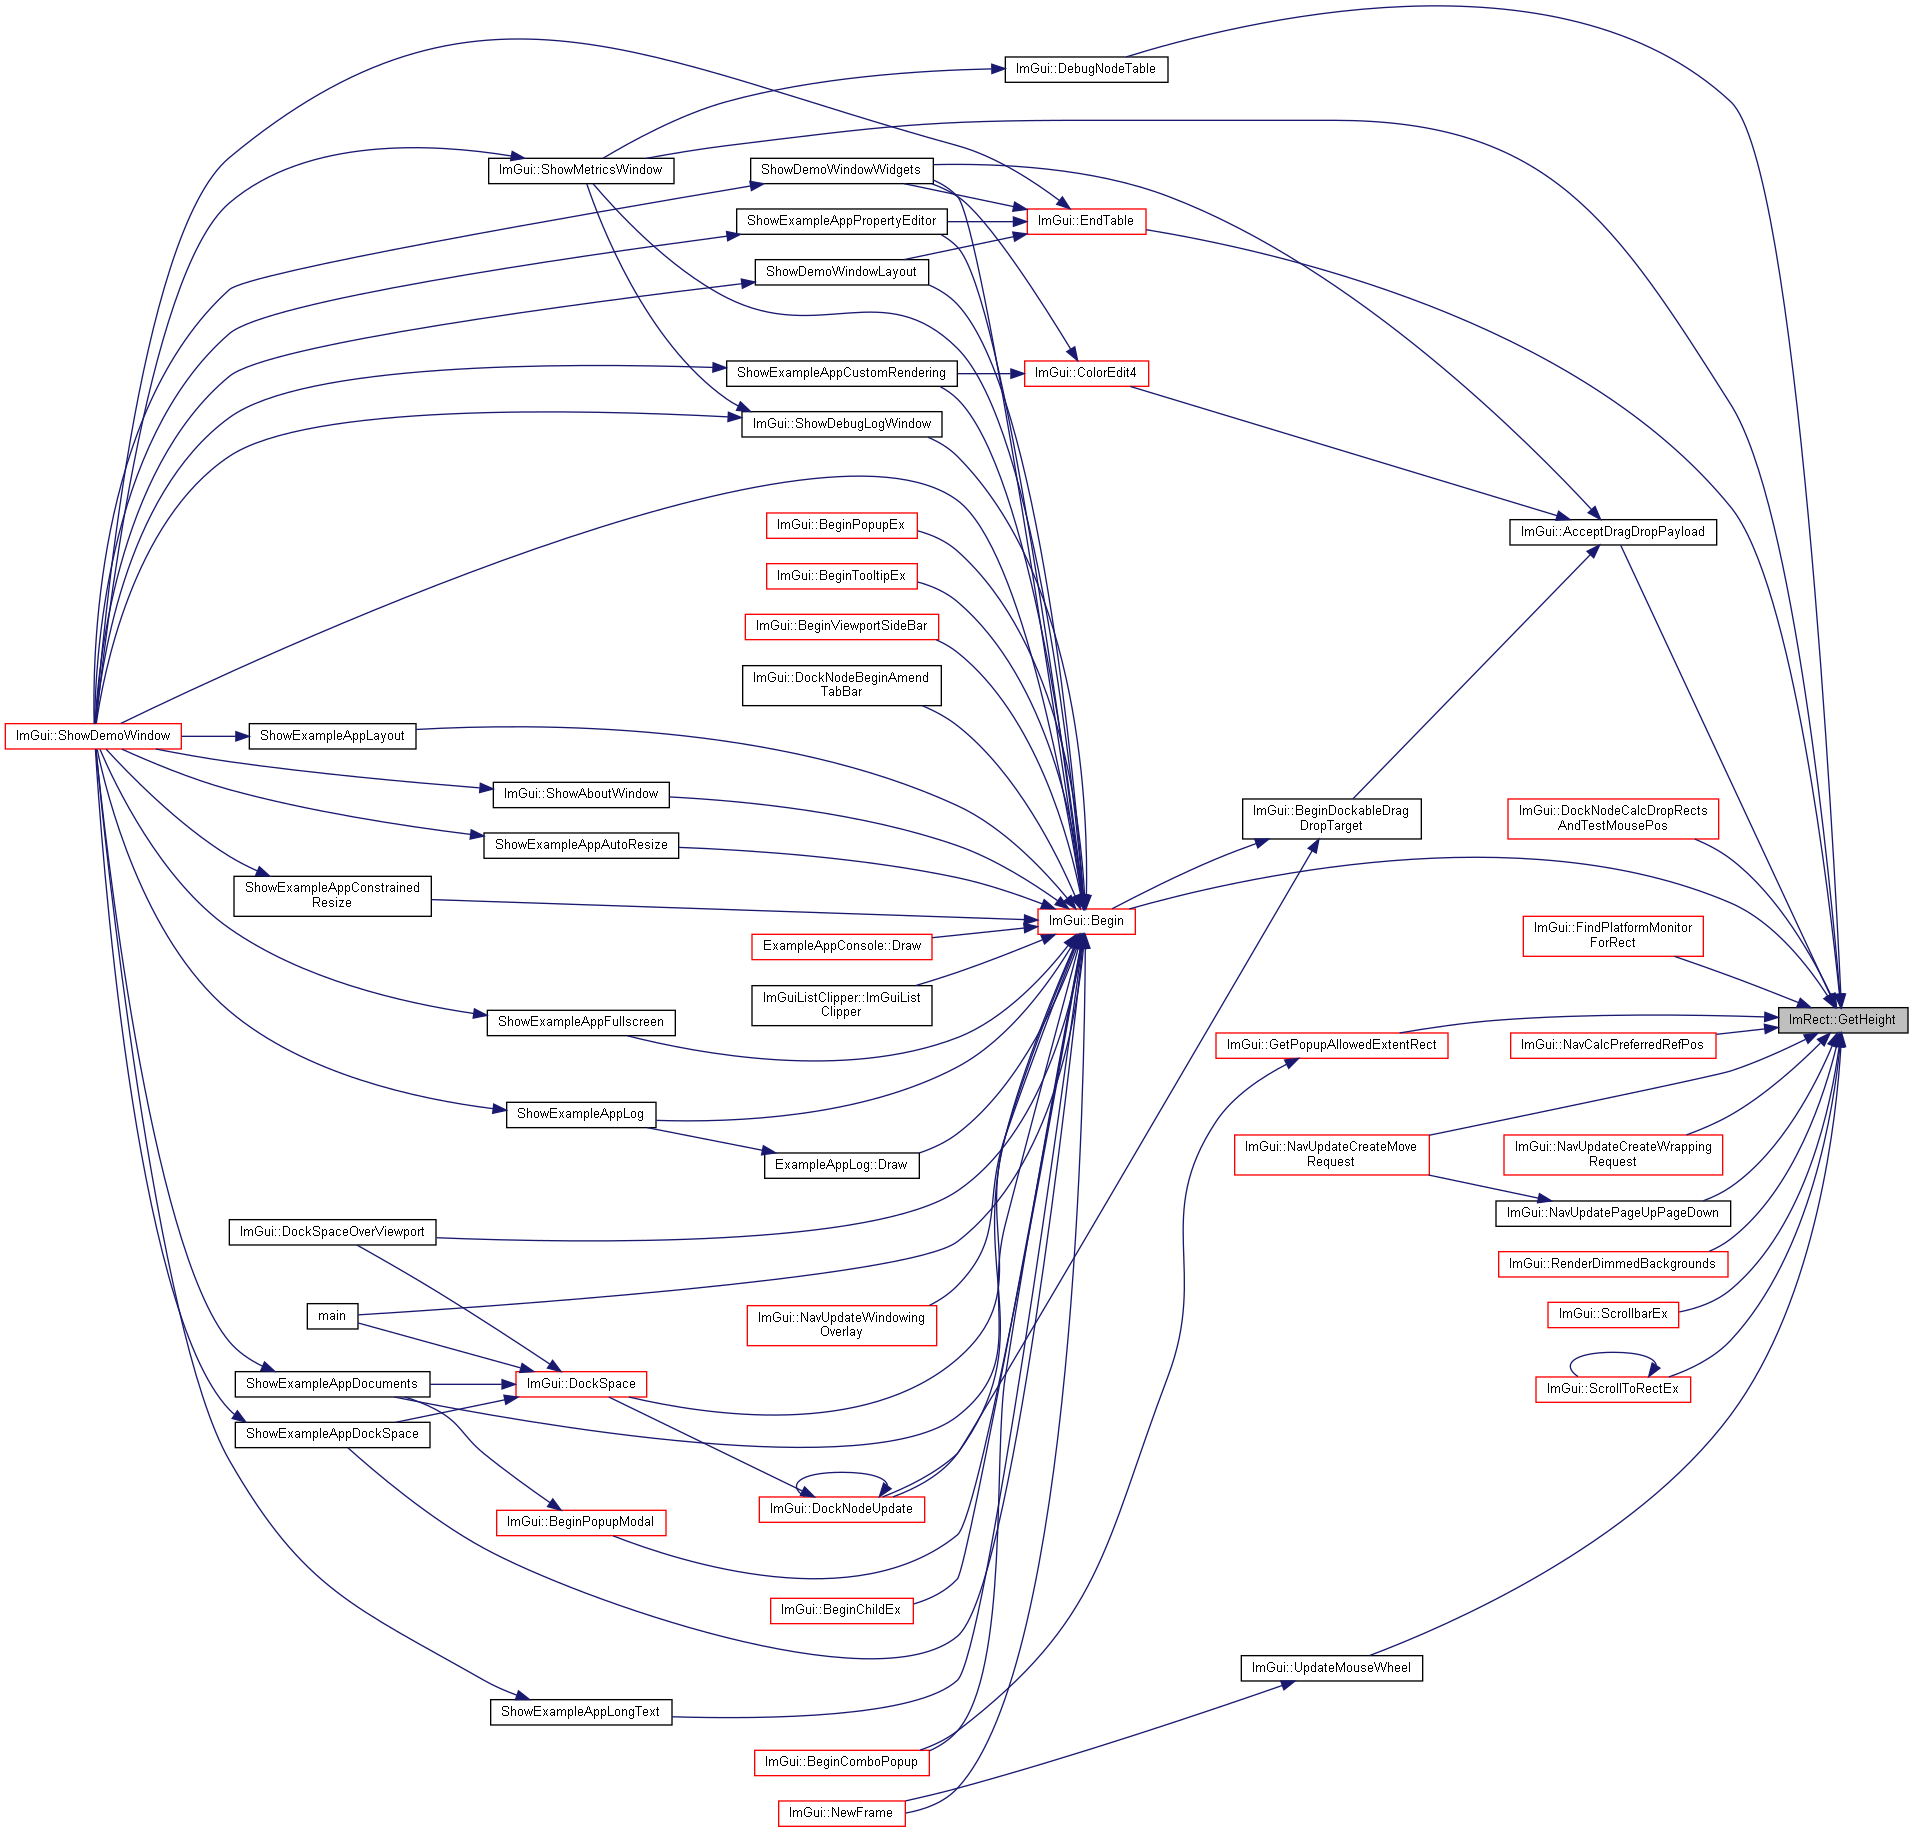 ImGui::DebugNodeTable
ImGui::ShowMetricsWindow
ShowDemoWindowWidgets
ShowExampleAppPropertyEditor
ImGui::EndTable
ShowDemoWindowLayout
ShowExampleAppCustomRendering
ImGui::ColorEdit4
ImGui::ShowDebugLogWindow
ImGui::BeginPopupEx
ImGui::AcceptDragDropPayload
ImGui::BeginTooltipEx
ImGui::BeginViewportSideBar
ImGui::DockNodeBeginAmend
TabBar
ImGui::ShowDemoWindow
ShowExampleAppLayout
ImGui::ShowAboutWindow
ImGui::BeginDockableDrag
DropTarget
ImGui::DockNodeCalcDropRects
AndTestMousePos
ShowExampleAppAutoResize
ShowExampleAppConstrained
Resize
ImGui::Begin
ExampleAppConsole::Draw
ImGui::FindPlatformMonitor
ForRect
ImGuiListClipper::ImGuiList
Clipper
ShowExampleAppFullscreen
ImRect::GetHeight
ImGui::GetPopupAllowedExtentRect
ImGui::NavCalcPreferredRefPos
ShowExampleAppLog
ExampleAppLog::Draw
ImGui::NavUpdateCreateMove
Request
ImGui::NavUpdateCreateWrapping
Request
ImGui::NavUpdatePageUpPageDown
ImGui::DockSpaceOverViewport
ImGui::RenderDimmedBackgrounds
main
ImGui::NavUpdateWindowing
Overlay
ImGui::ScrollbarEx
ShowExampleAppDocuments
ImGui::DockSpace
ImGui::ScrollToRectEx
ShowExampleAppDockSpace
ImGui::DockNodeUpdate
ImGui::BeginPopupModal
ImGui::BeginChildEx
ImGui::UpdateMouseWheel
ShowExampleAppLongText
ImGui::BeginComboPopup
ImGui::NewFrame